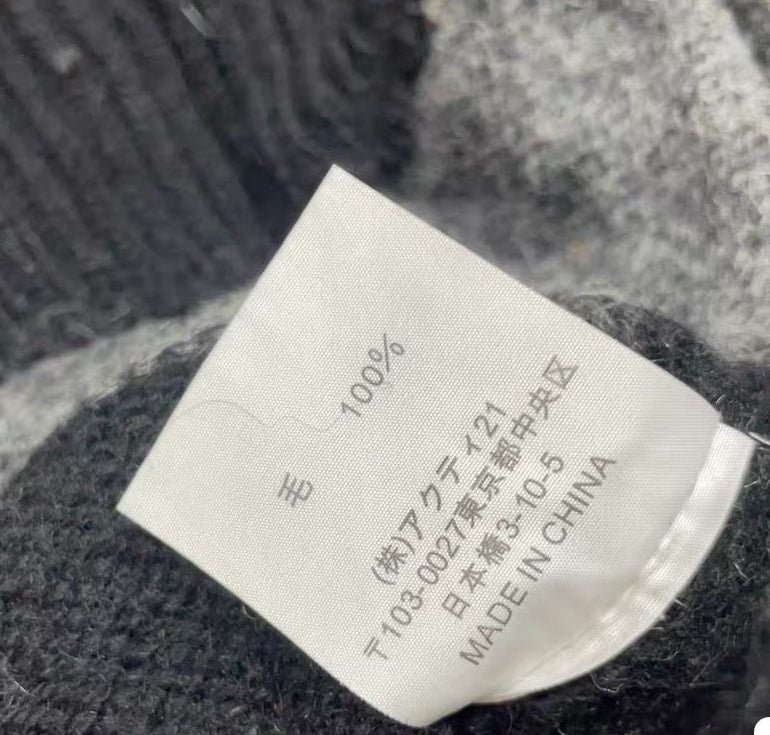 毛 100%
(株)アクティ21
〒103-0027東京都中央区
日本橋3-10-5
MADE IN CHINA